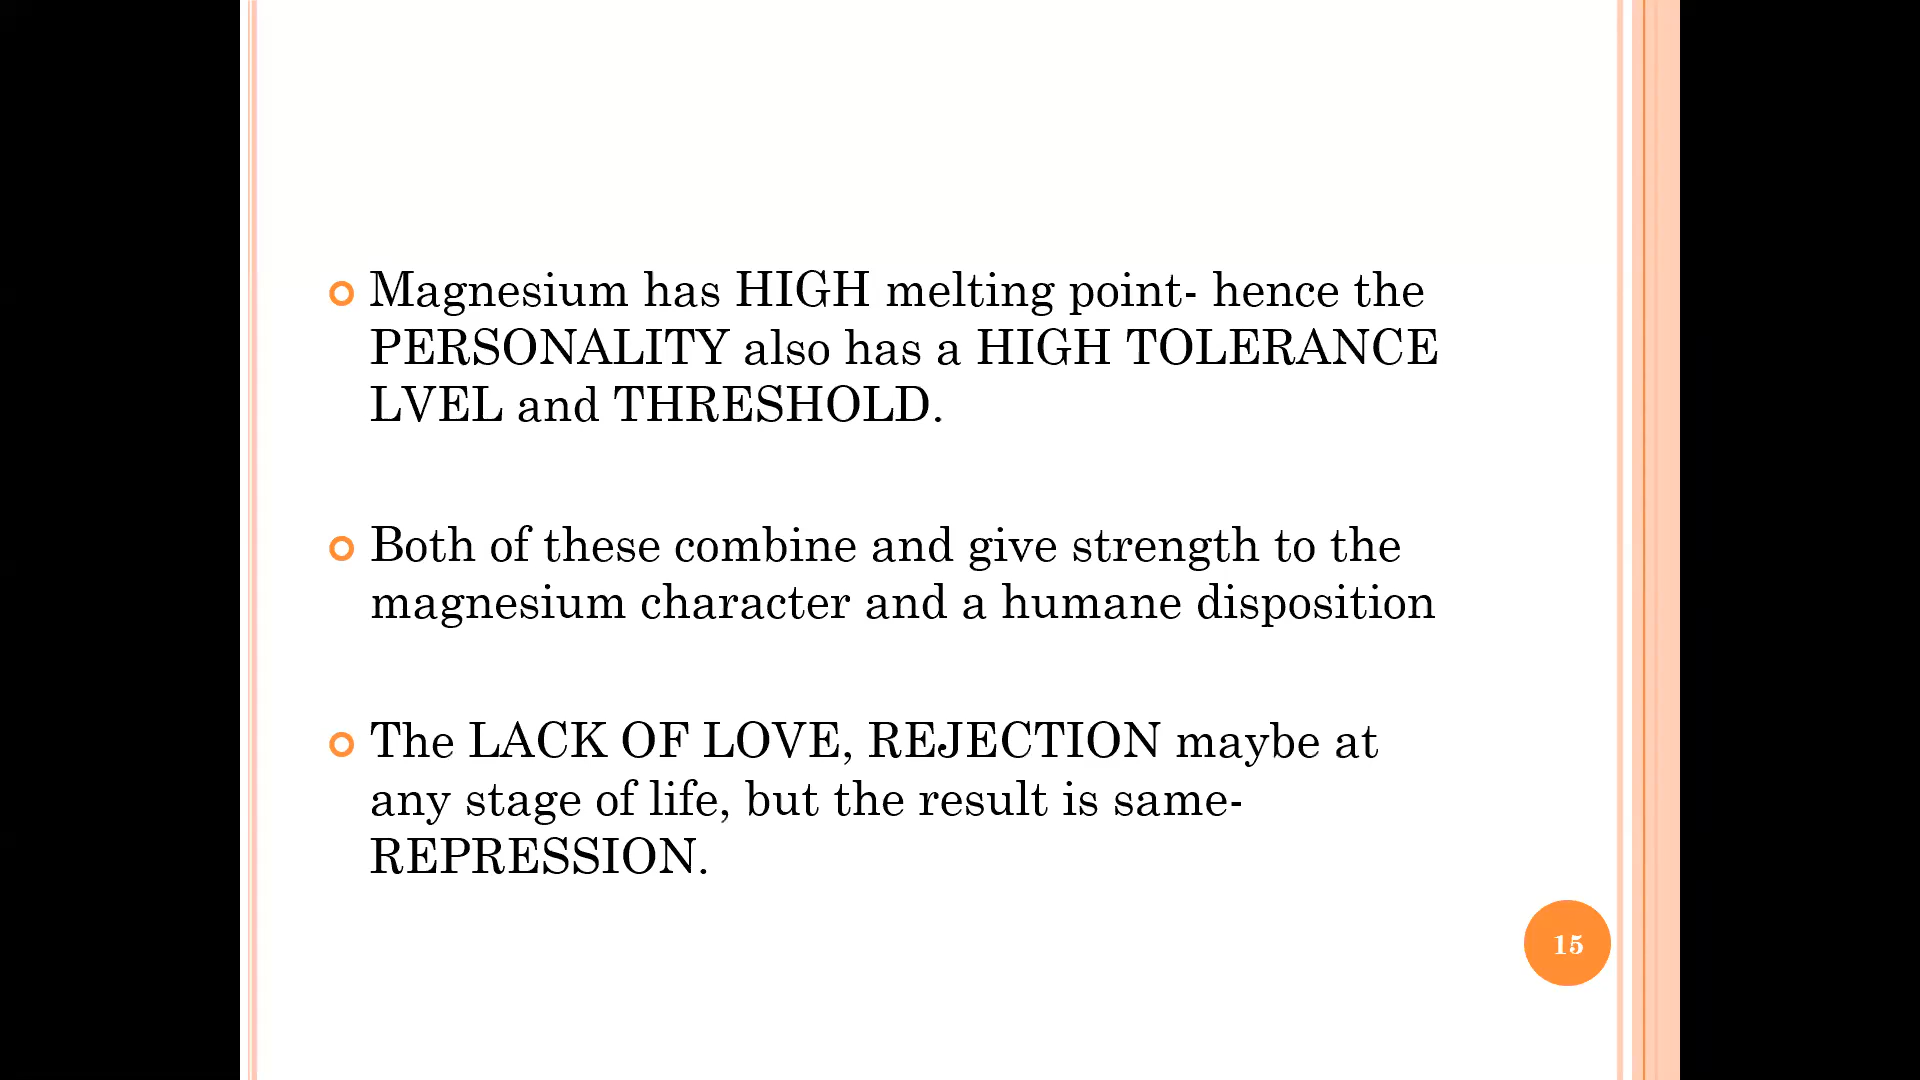 Magnesium has HIGH melting point- hence the
PERSONALITY also has a HIGH TOLERANCE
LVEL and THRESHOLD.
Both of these combine and give strength to the
magnesium character and a humane disposition
The LACK OF LOVE, REJECTION maybe at
any stage of life, but the result is same-
REPRESSION.
15